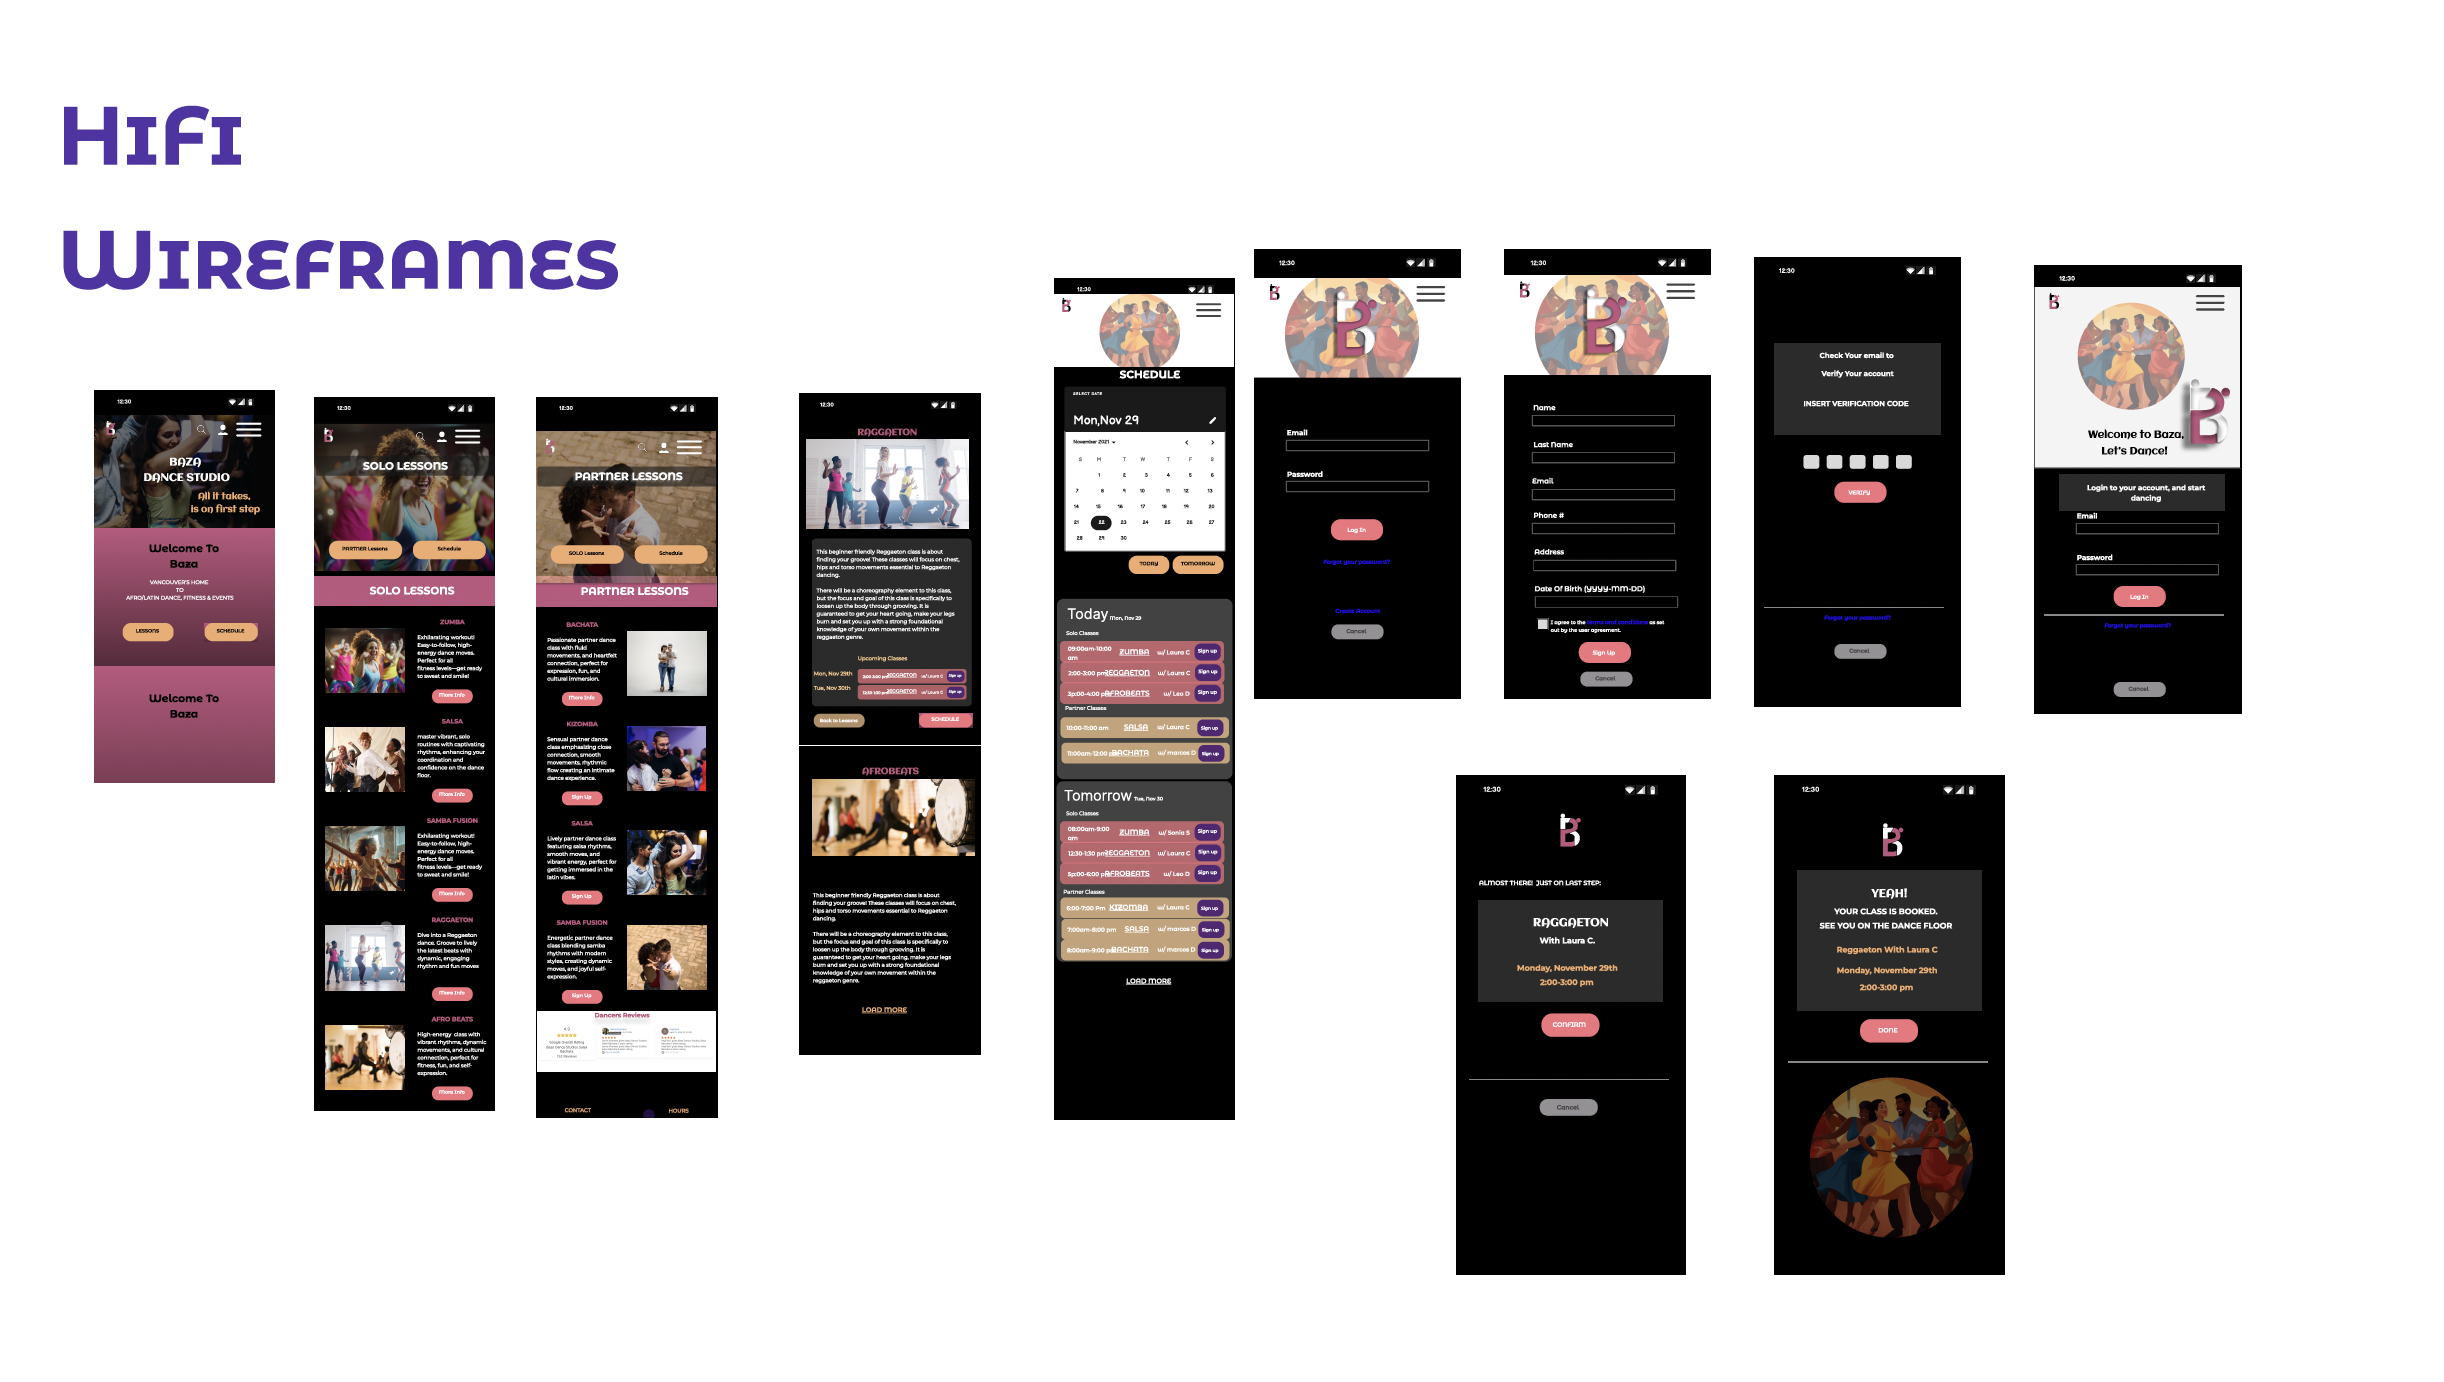 HiFi
Wireframes
12:30
BAZA
DANCE STUDIO
All it takes,
is on first step
Welcome To
Baza
VANCOUVER'S HOME
TO
AFRO/LATIN DANCE, FITNESS & EVENTS
LESSONS
SCHEDULE
Welcome To
Baza
12:30
SOLO LESSONS
PARTNER Lessons
Schedule
SOLO LESSONS
ZUMBA
Exhilarating workout!
Easy-to-follow, high-
energy dance moves.
Perfect for all
fitness levels—get ready
to sweat and smile!
More Info
SALSA
master vibrant, solo
routines with captivating
rhythms, enhancing your
coordination and
confidence on the dance
floor.
More Info
SAMBA FUSION
Exhilarating workout!
Easy-to-follow, high-
energy dance moves.
Perfect for all
fitness levels—get ready
to sweat and smile!
More Info
RAGGAETON
Dive into a Reggaeton
dance. Groove to lively
the latest beats with
dynamic, engaging
rhythm and fun moves
More Info
AFRO BEATS
High-energy class with
vibrant rhythms, dynamic
movements, and cultural
connection, perfect for
fitness, fun, and self-
expression.
More Info
12:30
PARTNER LESSONS
SOLO Lessons
Schedule
PARTNER LESSONS
BACHATA
Passionate partner dance
class with fluid
movements, and heartfelt
connection, perfect for
expression, fun, and
cultural immersion.
More Info
KIZOMBA
Sensual partner dance
class emphasizing close
connection, smooth
movements, rhythmic
flow creating an intimate
dance experience.
Sign Up
SALSA
Lively partner dance class
featuring salsa rhythms,
smooth moves, and
vibrant energy, perfect for
getting immersed in the
latin vibes.
Sign Up
SAMBA FUSION
Energetic partner dance
class blending samba
rhythms with modern
styles, creating dynamic
moves, and joyful self-
expression.
Sign Up
Dancers Reviews
4.9
Google Overall Rating
CONTACT
HOURS
12:30
RAGGAETON
This beginner friendly Reggaeton class is about
finding your groove! These classes will focus on chest,
hips and torso movements essential to Reggaeton
dancing.
There will be a choreography element to this class,
but the focus and goal of this class is specifically to
loosen up the body through grooving. It is
guaranteed to get your heart going, make your legs
burn and set you up with a strong foundational
knowledge of your own movement within the
reggaeton genre.
Upcoming Classes
Mon, Nov 29th
2:00-3:00 pm REGGAETON w/ Laura C Sign up
Tue, Nov 30th
12:30-1:30 pm REGGAETON w/ Laura C Sign up
Back to Lessons
SCHEDULE
AFROBEATS
This beginner friendly Reggaeton class is about
finding your groove! These classes will focus on chest,
hips and torso movements essential to Reggaeton
dancing.
There will be a choreography element to this class,
but the focus and goal of this class is specifically to
loosen up the body through grooving. It is
guaranteed to get your heart going, make your legs
burn and set you up with a strong foundational
knowledge of your own movement within the
reggaeton genre.
LOAD MORE
12:30
SCHEDULE
SELECT DATE
Mon,Nov 29
November 2021
S M T W T F S
1 2 3 4 5 6
7 8 9 10 11 12 13
14 15 16 17 18 19 20
21 22 23 24 25 26 27
28 29 30
TODAY
TOMORROW
Today Mon, Nov 29
Solo Classes
09:00am-10:00
am ZUMBA w/ Laura C Sign up
2:00-3:00 pm REGGAETON w/ Laura C Sign up
3p:00-4:00 pm AFROBEATS w/ Leo D Sign up
Partner Classes
10:00-11:00 am SALSA w/ Laura C Sign up
11:00am-12:00 pm BACHATA w/ marcos D Sign up
Tomorrow Tue, Nov 30
Solo Classes
08:00am-9:00
am ZUMBA w/ Sonia S Sign up
12:30-1:30 pm REGGAETON w/ Laura C Sign up
5p:00-6:00 pm AFROBEATS w/ Leo D Sign up
Partner Classes
6:00-7:00 Pm KIZOMBA w/ Laura C Sign up
7:00am-8:00 pm SALSA w/ marcos D Sign up
8:00am-9:00 pm BACHATA w/ marcos D Sign up
LOAD MORE
12:30
Email
Password
Log In
Forgot your password?
Create Account
Cancel
12:30
Name
Last Name
Email
Phone #
Address
Date Of Birth (yyyy-MM-DD)
I agree to the terms and conditions as set
out by the user agreement.
Sign Up
Cancel
12:30
Check Your email to
Verify Your account
INSERT VERIFICATION CODE
VERIFY
Forgot your password?
Cancel
12:30
Welcome to Baza,
Let's Dance!
Login to your account, and start
dancing
Email
Password
Log In
Forgot your password?
Cancel
12:30
ALMOST THERE! JUST ON LAST STEP:
RAGGAETON
With Laura C.
Monday, November 29th
2:00-3:00 pm
CONFIRM
Cancel
12:30
YEAH!
YOUR CLASS IS BOOKED.
SEE YOU ON THE DANCE FLOOR
Reggaeton With Laura C
Monday, November 29th
2:00-3:00 pm
DONE